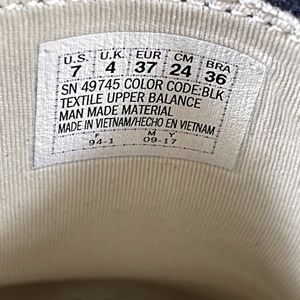 U.S. U.K. EUR CM BRA
7 4 37 24 36
SN 49745 COLOR CODE:BLK
TEXTILE UPPER BALANCE
MAN MADE MATERIAL
MADE IN VIETNAM/HECHO EN VIETNAM
F M Y
94-1 09-17